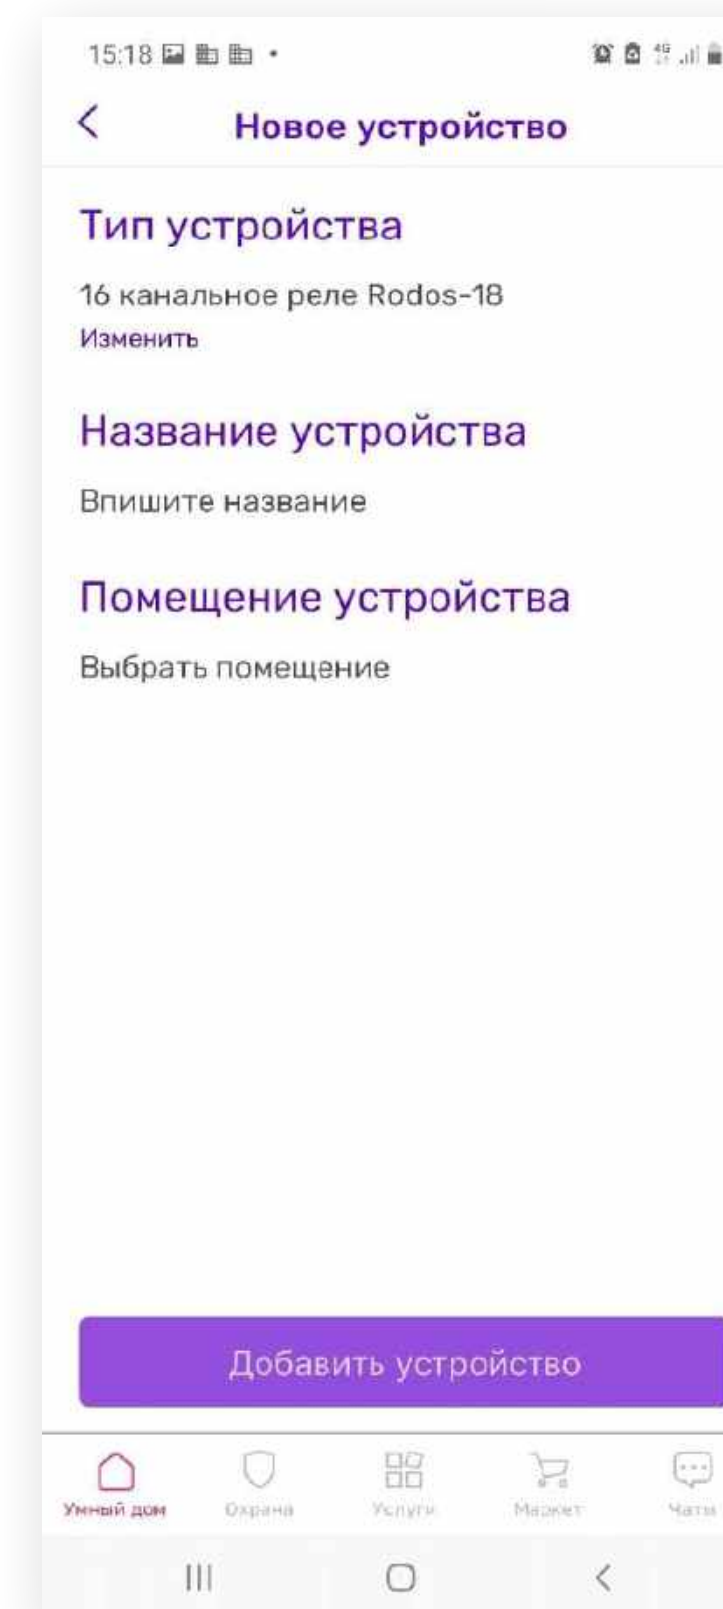 15:18
4G
Новое устройство
Тип устройства
16 канальное реле Rodos-18
Изменить
Название устройства
Впишите название
Помещение устройства
Выбрать помещение
Добавить устройство
Умный дом Охрана Услуги Маркет Чаты